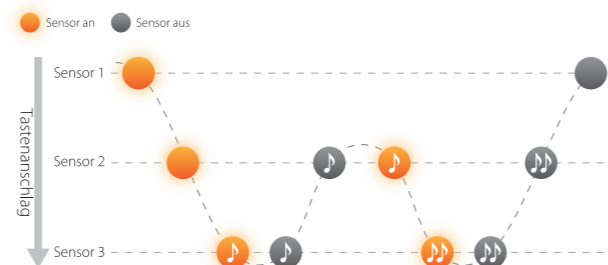 Sensor an
Sensor aus
Sensor 1
Tastenanschlag
Sensor 2
Sensor 3